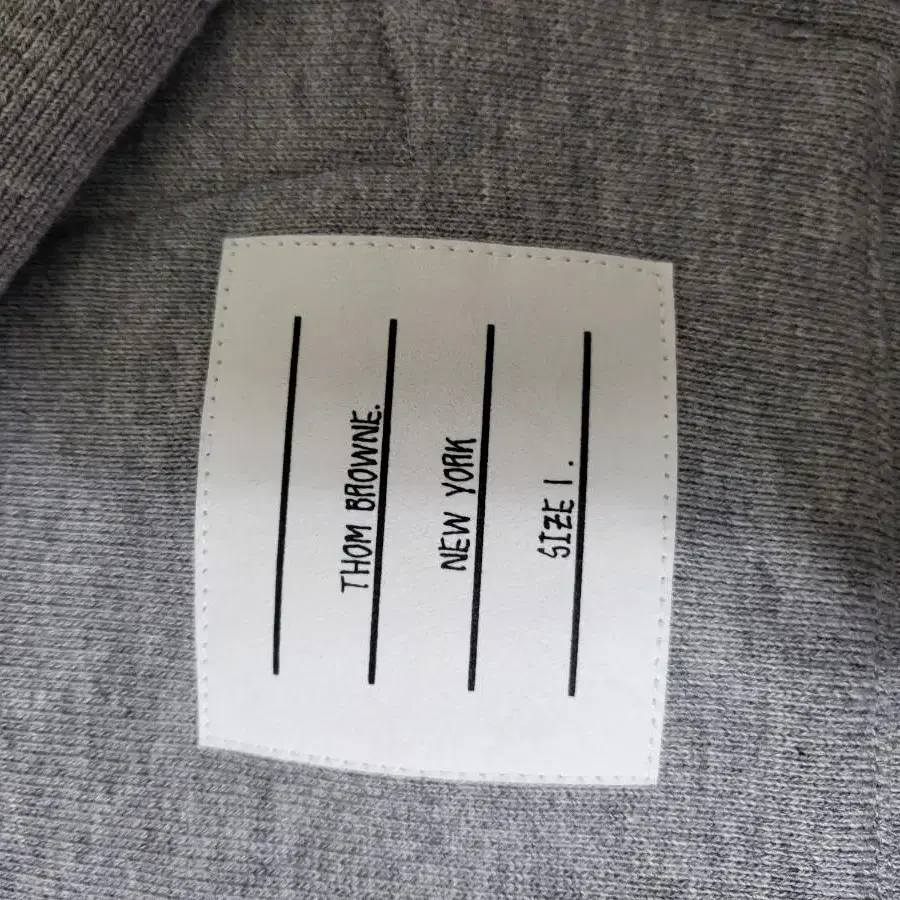 THOM BROWNE.
NEW YORK
SIZE 1.